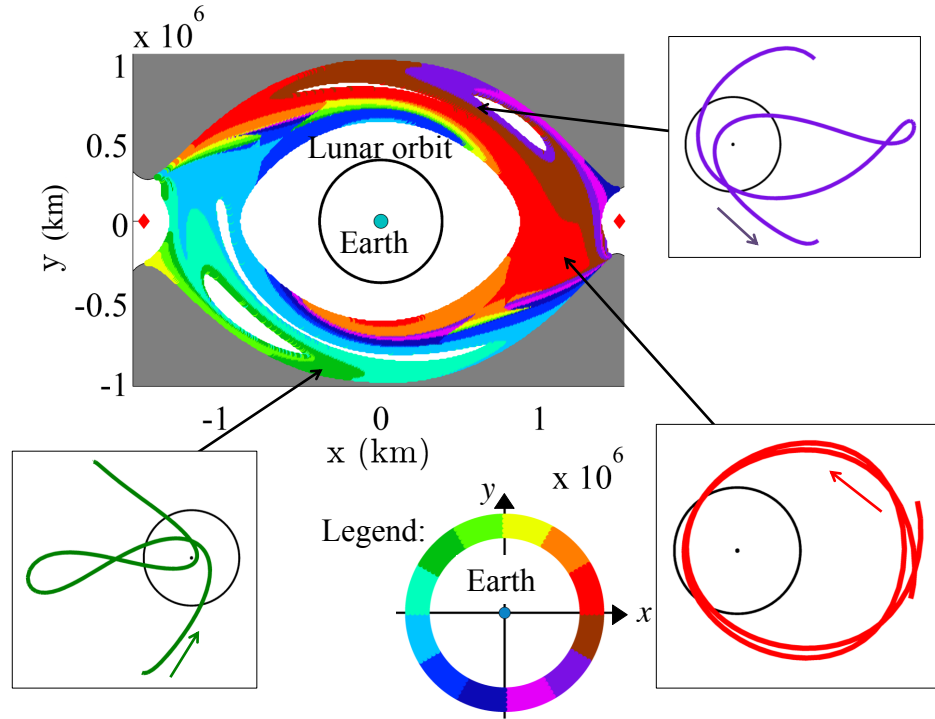 x 10^6
1
0.5
0
-0.5
-1
y (km)
Lunar orbit
Earth
-1
0
1
x (km)
x 10^6
Legend:
y
Earth
x